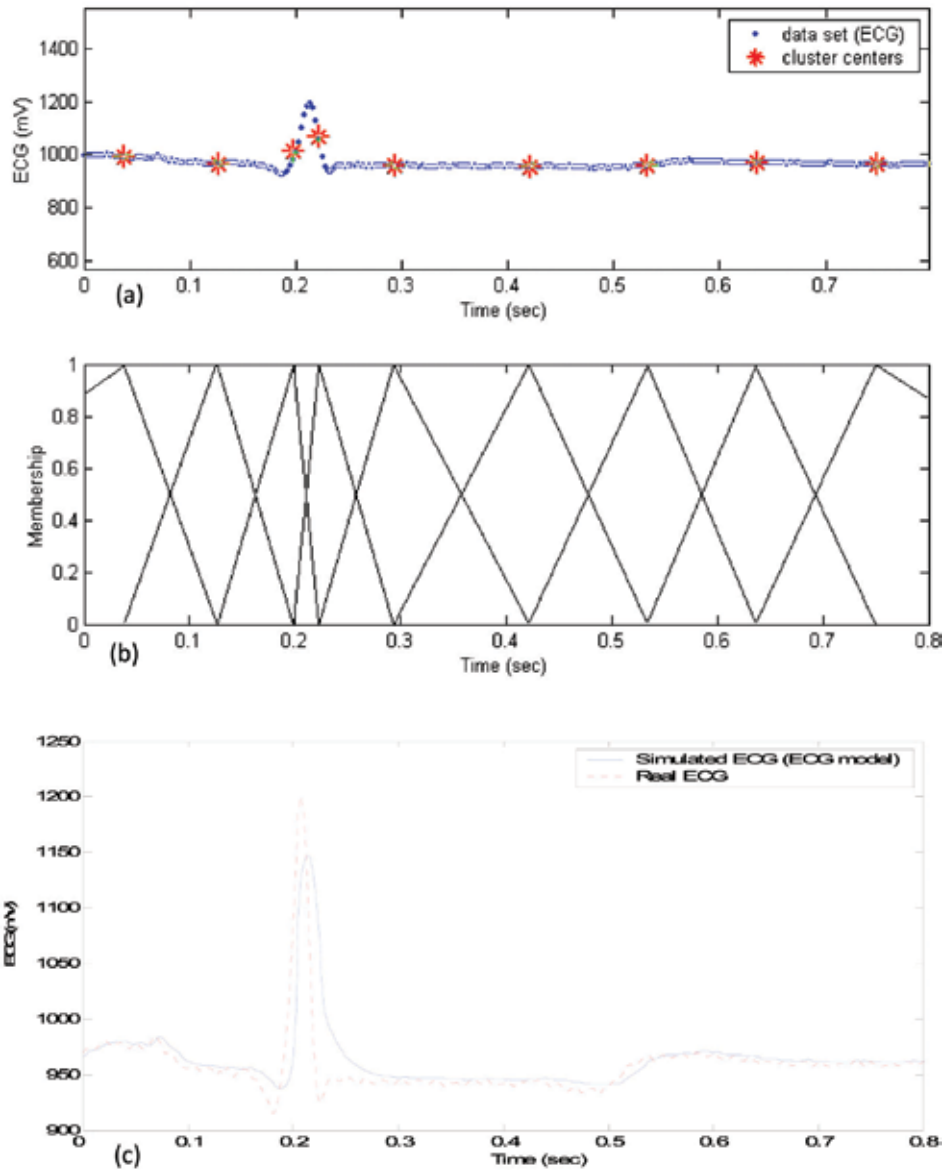 data set (ECG)
cluster centers
1400
1200
1000
800
600
ECG (mV)
0 0.1 0.2 0.3 0.4 0.5 0.6 0.7
Time (sec)
(a)
1
0.8
0.6
0.4
0.2
0
Membership
0 0.1 0.2 0.3 0.4 0.5 0.6 0.7 0.8
Time (sec)
(b)
Simulated ECG (ECG model)
Real ECG
1250
1200
1150
1100
1050
1000
950
900
ECG(mV)
0 0.1 0.2 0.3 0.4 0.5 0.6 0.7 0.8
Time (sec)
(c)